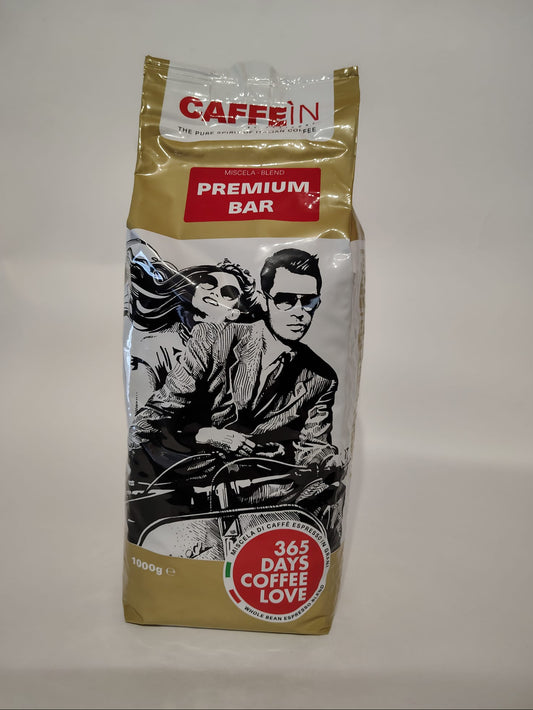 CAFFEÌN
THE PURE SPIRIT OF ITALIAN COFFEE
MISCELA - BLEND
PREMIUM
BAR
1000g ℮
MISCELA DI CAFFÈ ESPRESSO IN GRANI
365
DAYS
COFFEE
LOVE
WHOLE BEAN ESPRESSO BLEND